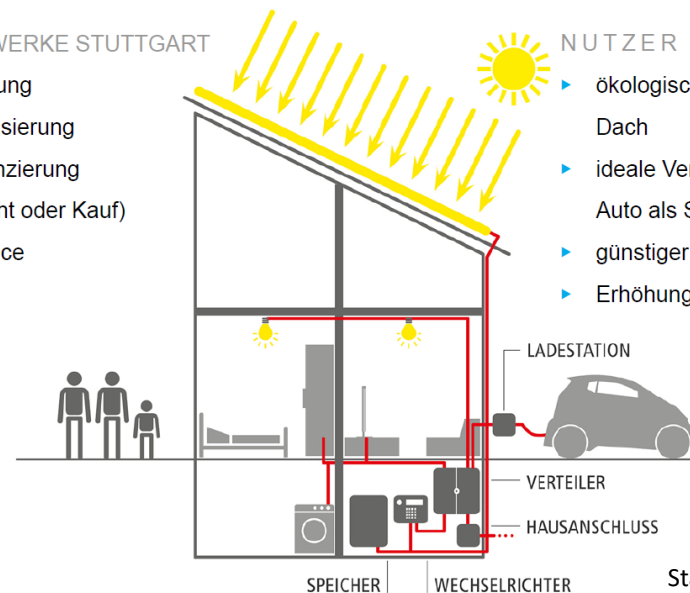 WERKE STUTTGART
ung
sierung
nzierung
nt oder Kauf)
ce
NUTZER
ökologisc
Dach
ideale Ver
Auto als S
günstiger
Erhöhung
LADESTATION
VERTEILER
HAUSANSCHLUSS
SPEICHER
WECHSELRICHTER
Sta